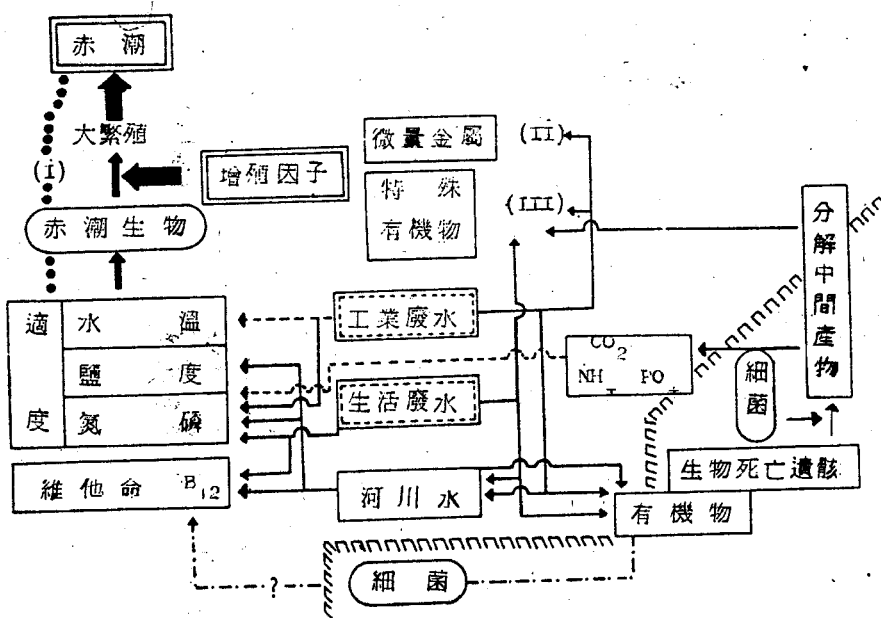 赤潮
大繁殖
(I)
增殖因子
赤潮生物
微量金屬
(II)
特殊
有機物
(III)
分解中間產物
適度
水溫
鹽度
氮磷
維他命 B12
工業廢水
生活廢水
河川水
CO2
NH PO
細菌
生物死亡遺骸
有機物
細菌
?